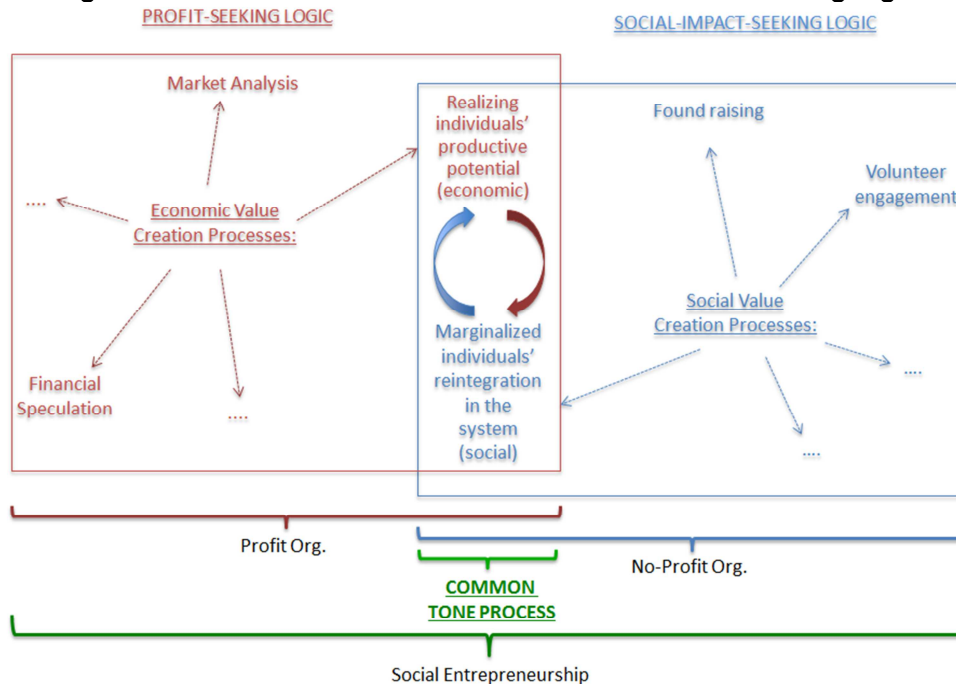 PROFIT-SEEKING LOGIC
SOCIAL-IMPACT-SEEKING LOGIC
Market Analysis
....
Economic Value
Creation Processes:
Financial
Speculation
....
Realizing
individuals'
productive
potential
(economic)
Marginalized
individuals'
reintegration
in the
system
(social)
Found raising
Volunteer
engagement
Social Value
Creation Processes:
....
....
Profit Org.
No-Profit Org.
COMMON
TONE PROCESS
Social Entrepreneurship